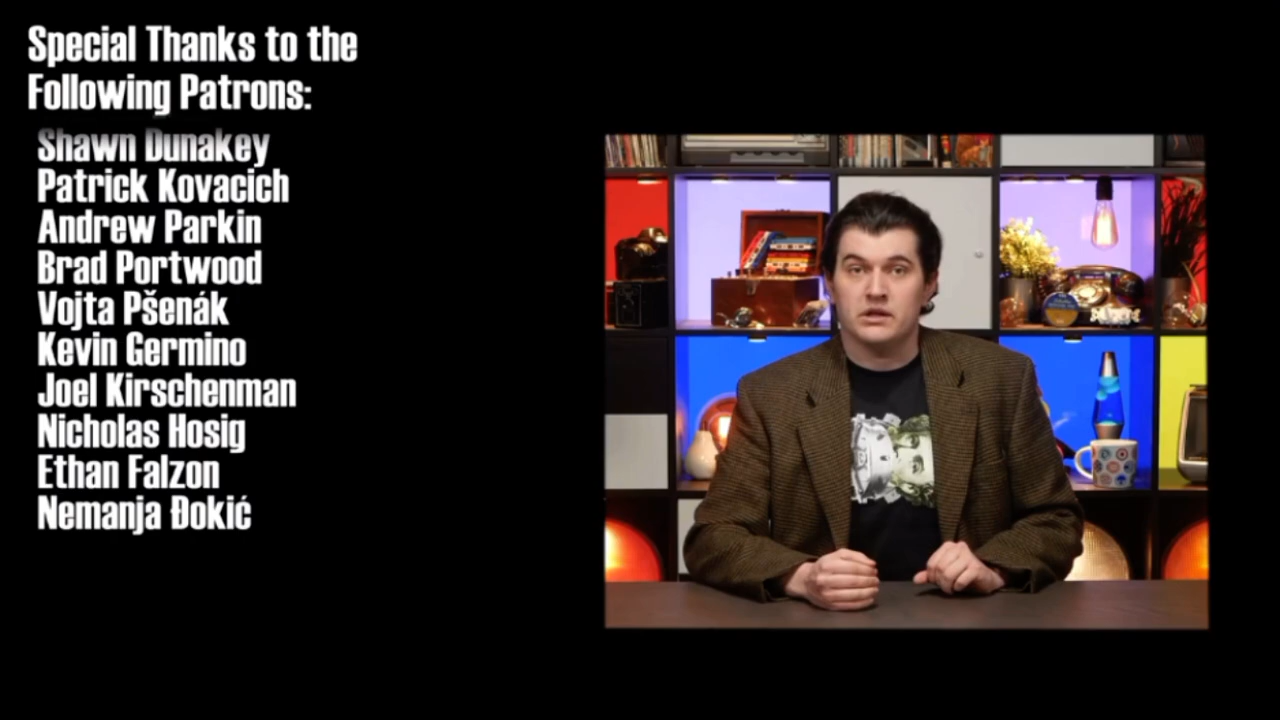 Special Thanks to the
Following Patrons:
Shawn Dunakey
Patrick Kovacich
Andrew Parkin
Brad Portwood
Vojta Pšenák
Kevin Germino
Joel Kirschenman
Nicholas Hosig
Ethan Falzon
Nemanja Đokić